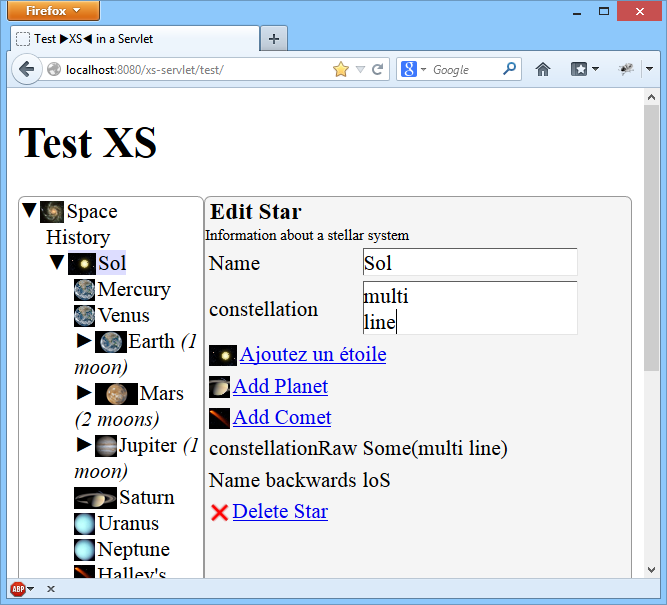 Firefox
Test ▶XS◀ in a Servlet
localhost:8080/xs-servlet/test/
Google
Test XS
Space
History
Sol
Mercury
Venus
Earth (1
moon)
Mars
(2 moons)
Jupiter (1
moon)
Saturn
Uranus
Neptune
Halley's
Edit Star
Information about a stellar system
Name Sol
constellation multi
line
Ajoutez un étoile
Add Planet
Add Comet
constellationRaw Some(multi line)
Name backwards loS
Delete Star
ABP